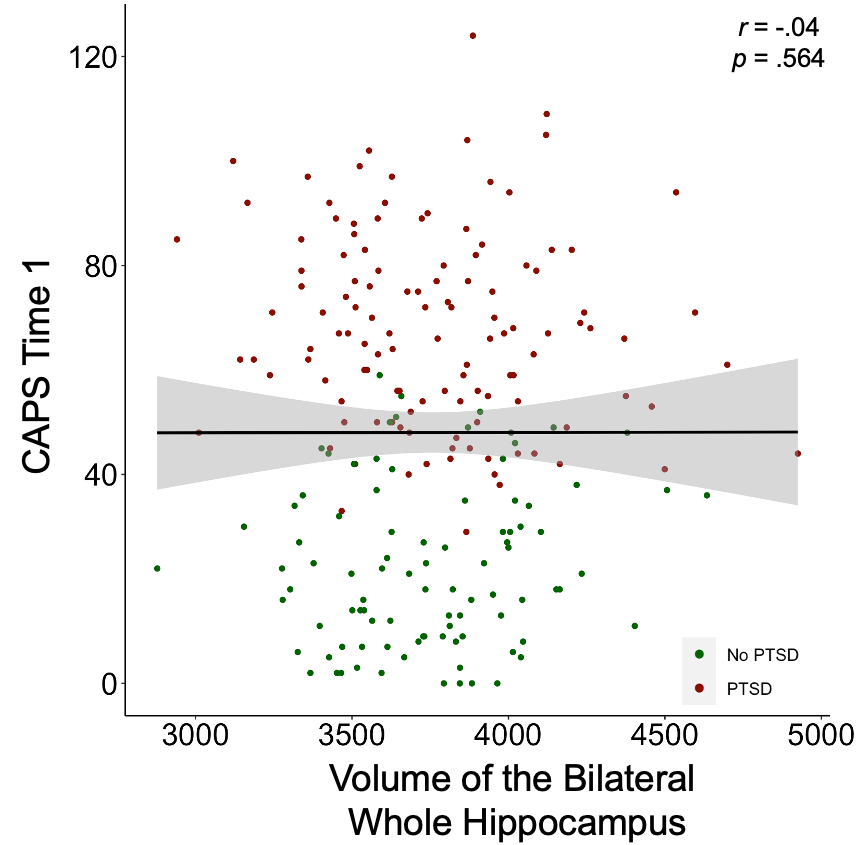 r = -.04
p = .564
CAPS Time 1
120
80
40
0
No PTSD
PTSD
3000 3500 4000 4500 5000
Volume of the Bilateral
Whole Hippocampus